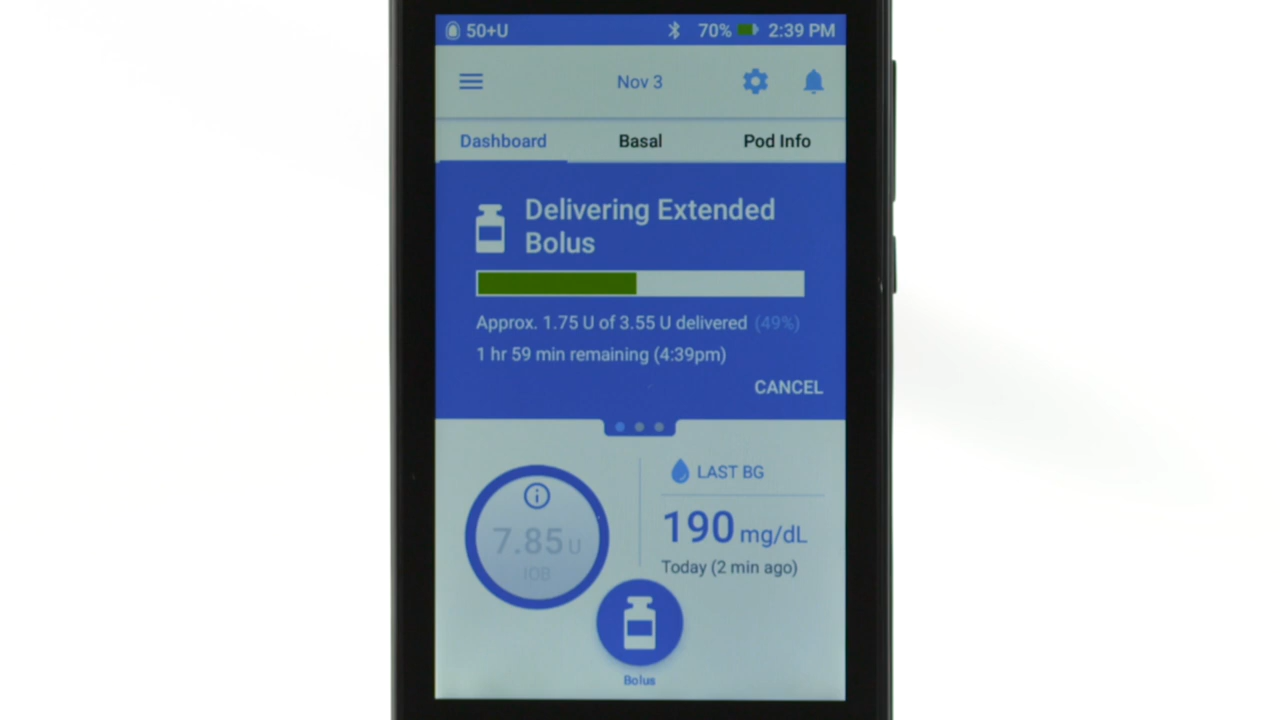 50+U 70% 2:39 PM
Nov 3
Dashboard Basal Pod Info
Delivering Extended
Bolus
Approx. 1.75 U of 3.55 U delivered (49%)
1 hr 59 min remaining (4:39pm)
CANCEL
LAST BG
190 mg/dL
Today (2 min ago)
7.85 U
IOB
Bolus